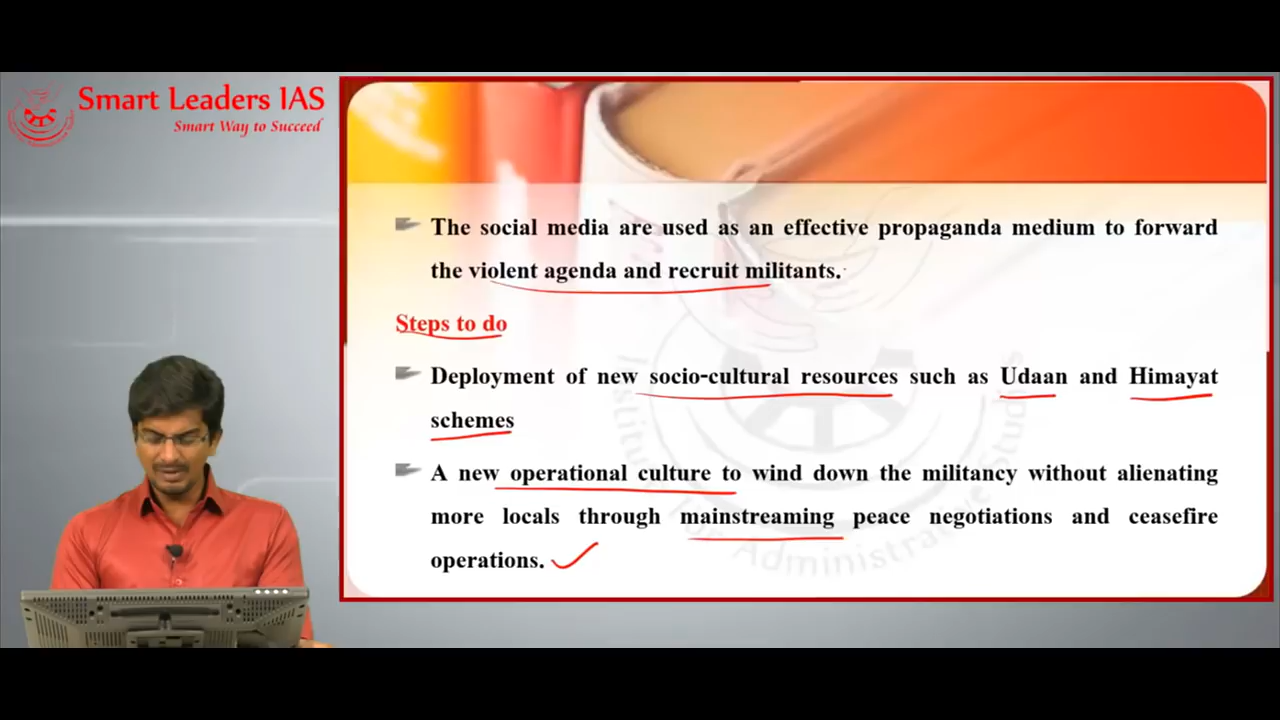 Smart Leaders IAS
Smart Way to Succeed
The social media are used as an effective propaganda medium to forward
the violent agenda and recruit militants.
Steps to do
Deployment of new socio-cultural resources such as Udaan and Himayat
schemes
A new operational culture to wind down the militancy without alienating
more locals through mainstreaming peace negotiations and ceasefire
operations.
For Administrative Studies